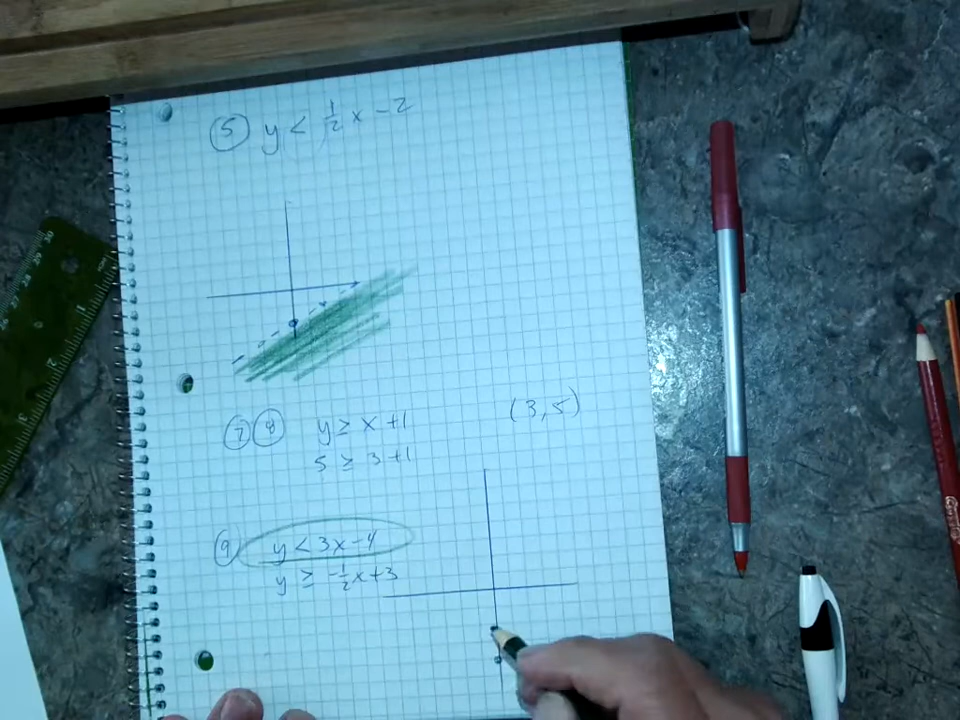 ⑤ y < 1/2 x - 2
⑦ ⑧ y ≥ x + 1 (3,5)
5 ≥ 3 + 1
⑨ y < 3x - 4
y ≥ -1/2 x + 3